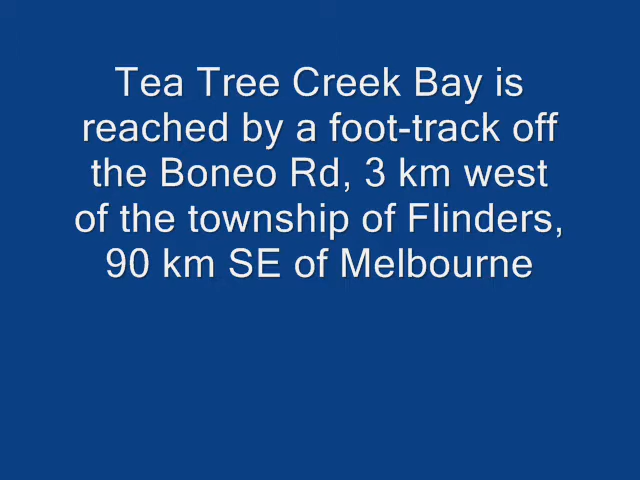 Tea Tree Creek Bay is
reached by a foot-track off
the Boneo Rd, 3 km west
of the township of Flinders,
90 km SE of Melbourne